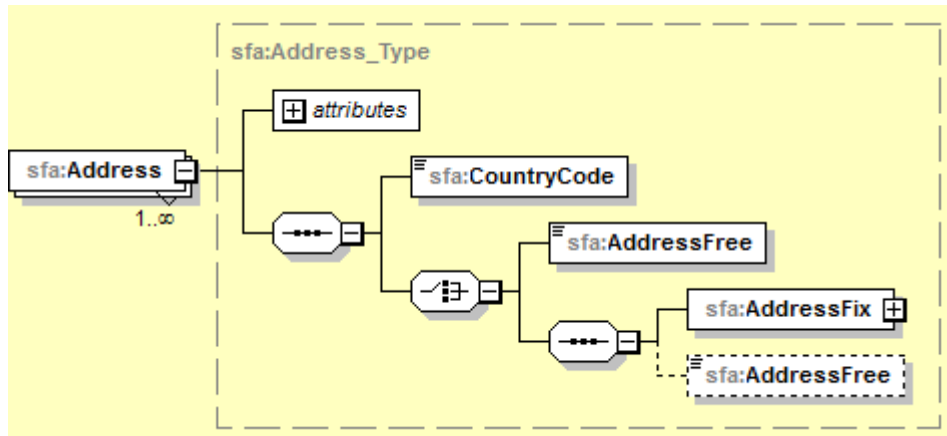 sfa:Address_Type
attributes
sfa:Address
1..∞
sfa:CountryCode
sfa:AddressFree
sfa:AddressFix
sfa:AddressFree